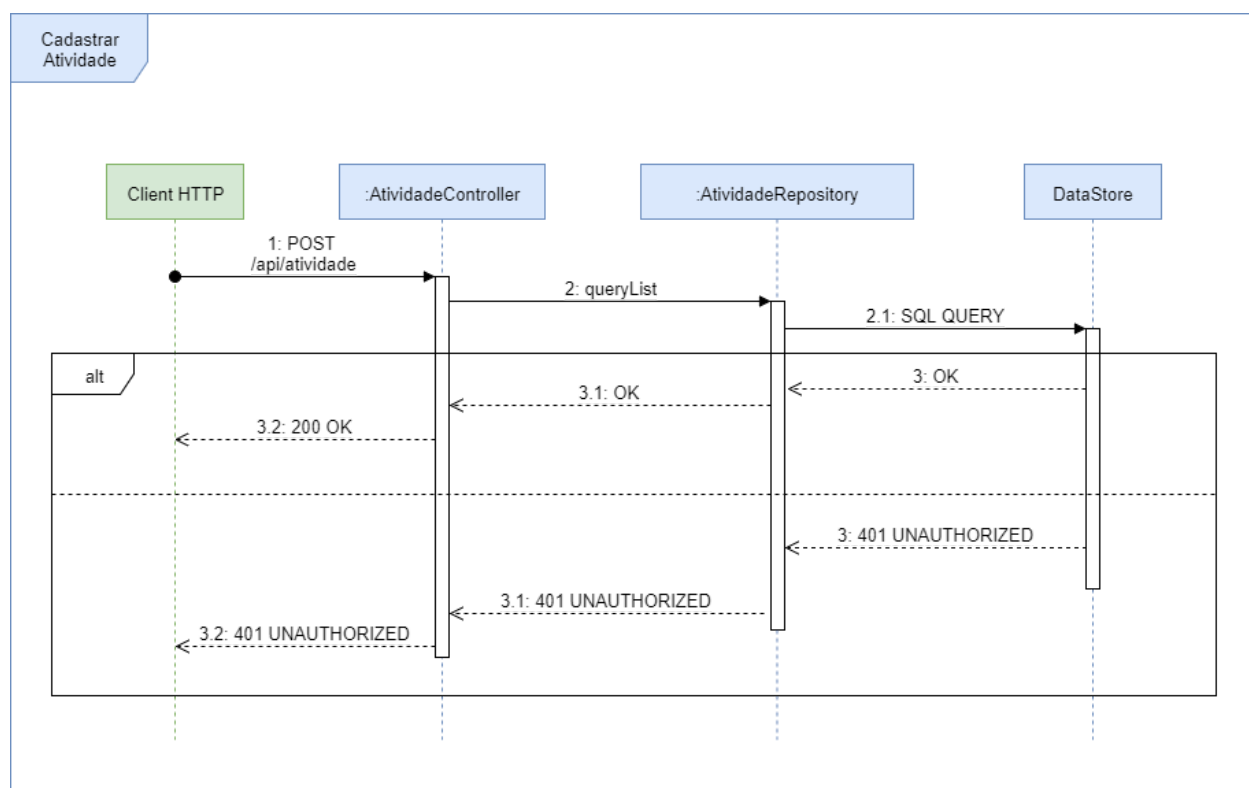 Cadastrar
Atividade
Client HTTP
:AtividadeController
:AtividadeRepository
DataStore
1: POST
/api/atividade
2: queryList
2.1: SQL QUERY
alt
3: OK
3.1: OK
3.2: 200 OK
3: 401 UNAUTHORIZED
3.1: 401 UNAUTHORIZED
3.2: 401 UNAUTHORIZED